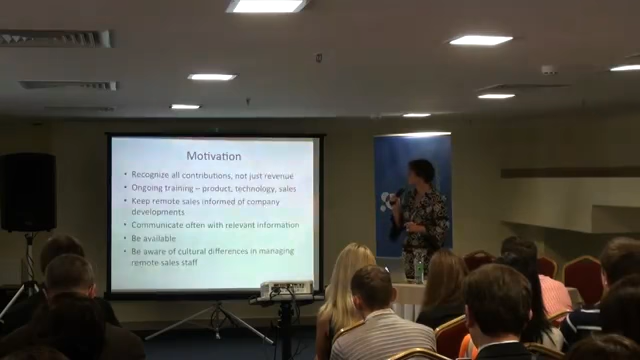 Motivation
• Recognize all contributions, not just revenue
• Ongoing training – product, technology, sales
• Keep remote sales informed of company
developments
• Communicate often with relevant information
• Be available
• Be aware of cultural differences in managing
remote sales staff